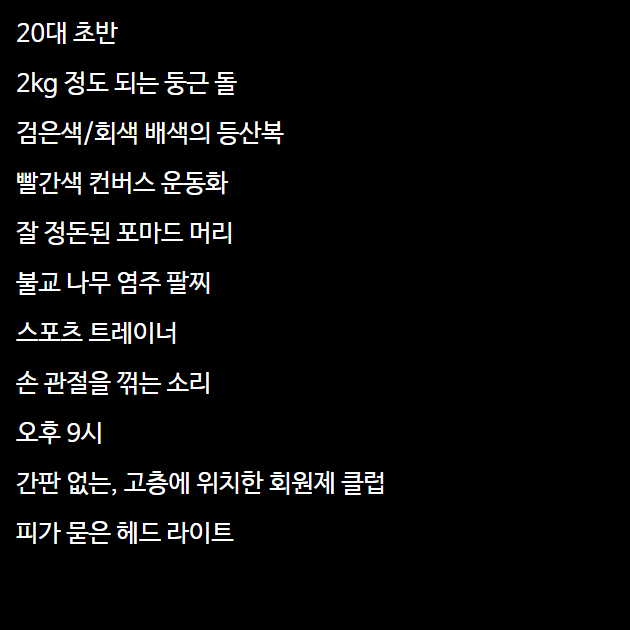 20대 초반
2kg 정도 되는 둥근 돌
검은색/회색 배색의 등산복
빨간색 컨버스 운동화
잘 정돈된 포마드 머리
불교 나무 염주 팔찌
스포츠 트레이너
손 관절을 꺾는 소리
오후 9시
간판 없는, 고층에 위치한 회원제 클럽
피가 묻은 헤드 라이트